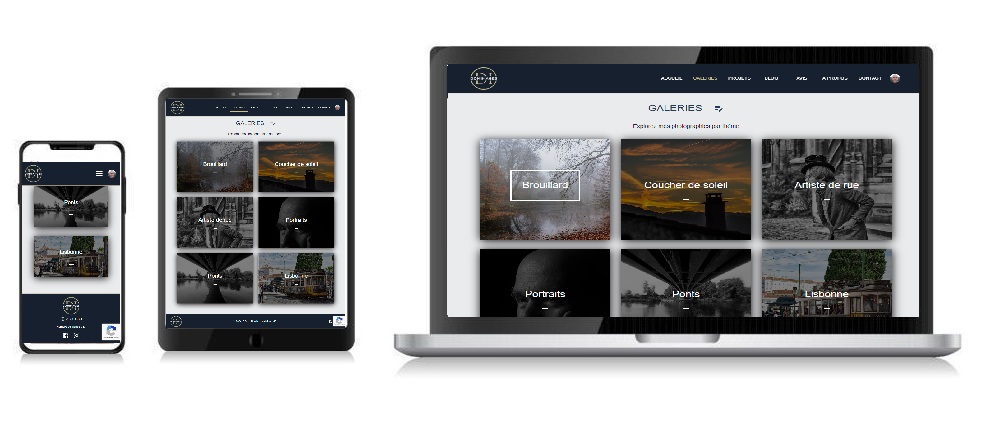 Ponts
Lisbonne
GALERIES
Brouillard
Coucher de soleil
Artiste de rue
Portraits
Ponts
Lisbonne
ACCUEIL GALERIES PROJETS BLOG AVIS A PROPOS CONTACT
GALERIES
Explorez mes photographies par thème
Brouillard
Coucher de soleil
Artiste de rue
Portraits
Ponts
Lisbonne